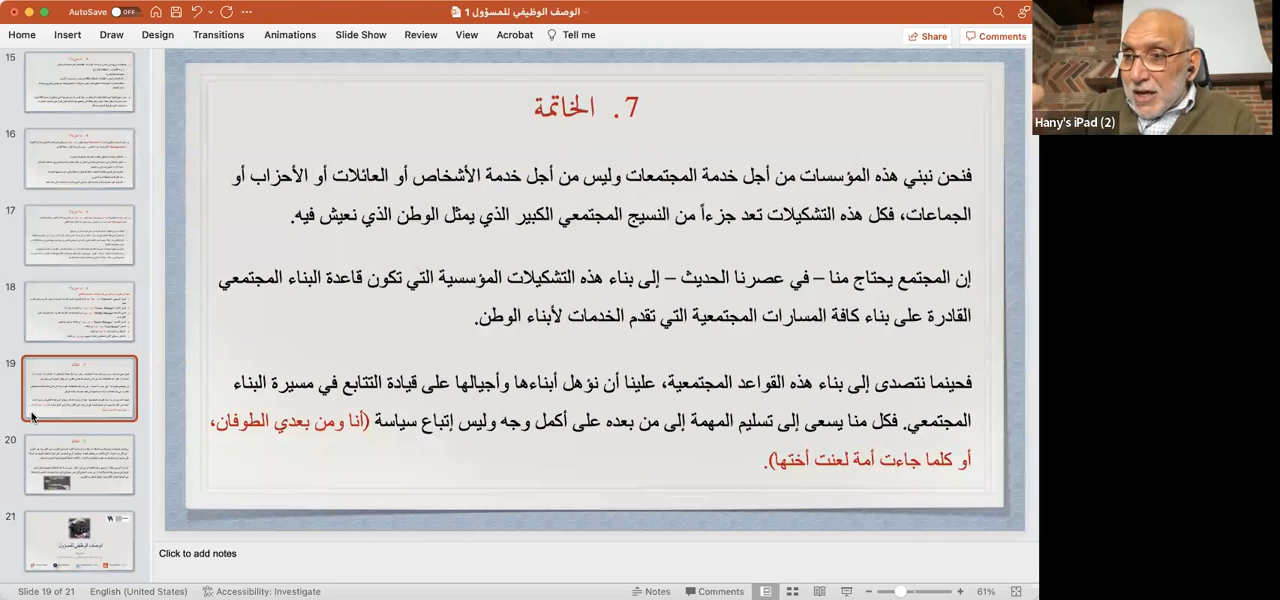 AutoSave OFF
الوصف الوظيفي للمسؤول 1
Home Insert Draw Design Transitions Animations Slide Show Review View Acrobat Tell me
Share Comments
Hany's iPad (2)
15
16
17
18
19
20
21
7. الخاتمة
فنحن نبني هذه المؤسسات من أجل خدمة المجتمعات وليس من أجل خدمة الأشخاص أو العائلات أو الأحزاب أو
الجماعات، فكل هذه التشكيلات تعد جزءاً من النسيج المجتمعي الكبير الذي يمثل الوطن الذي نعيش فيه.
إن المجتمع يحتاج منا – في عصرنا الحديث – إلى بناء هذه التشكيلات المؤسسية التي تكون قاعدة البناء المجتمعي
القادرة على بناء كافة المسارات المجتمعية التي تقدم الخدمات لأبناء الوطن.
فحينما نتصدى إلى بناء هذه القواعد المجتمعية، علينا أن نؤهل أبناءها وأجيالها على قيادة التتابع في مسيرة البناء
المجتمعي. فكل منا يسعى إلى تسليم المهمة إلى من بعده على أكمل وجه وليس إتباع سياسة (أنا ومن بعدي الطوفان،
أو كلما جاءت أمة لعنت أختها).
Click to add notes
Slide 19 of 21 English (United States) Accessibility: Investigate Notes Comments 61%